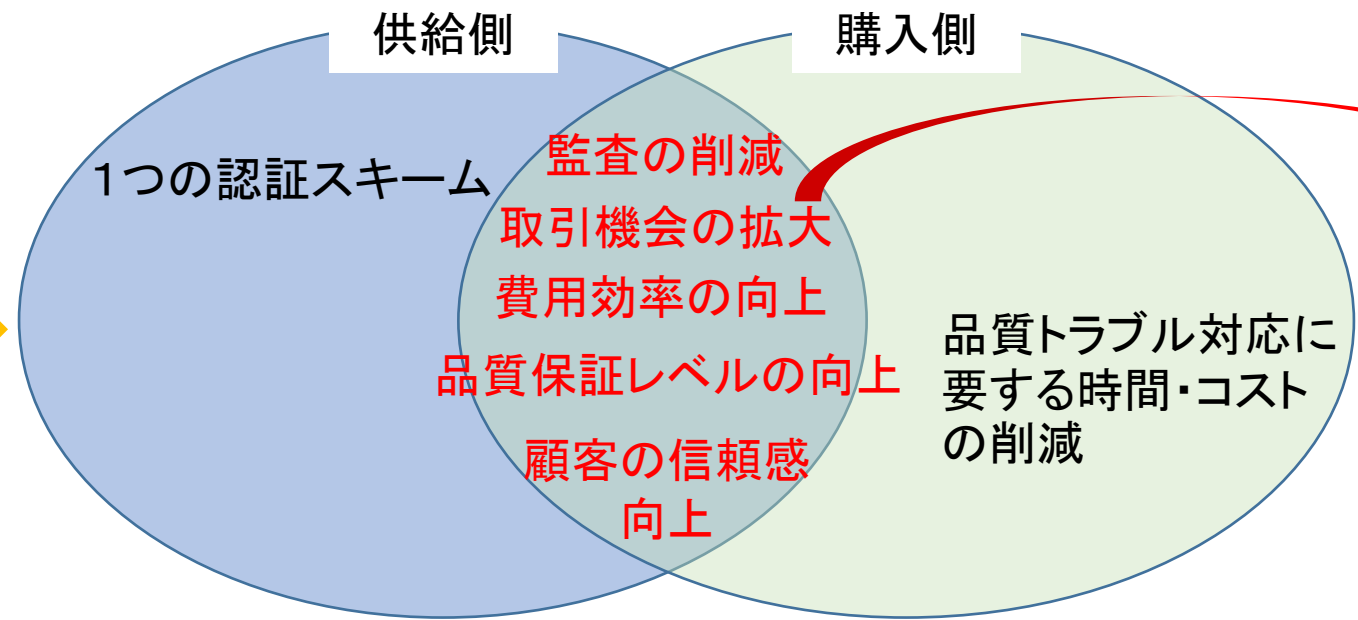 供給側
購入側
１つの認証スキーム
監査の削減
取引機会の拡大
費用効率の向上
品質保証レベルの向上
顧客の信頼感
向上
品質トラブル対応に
要する時間・コスト
の削減